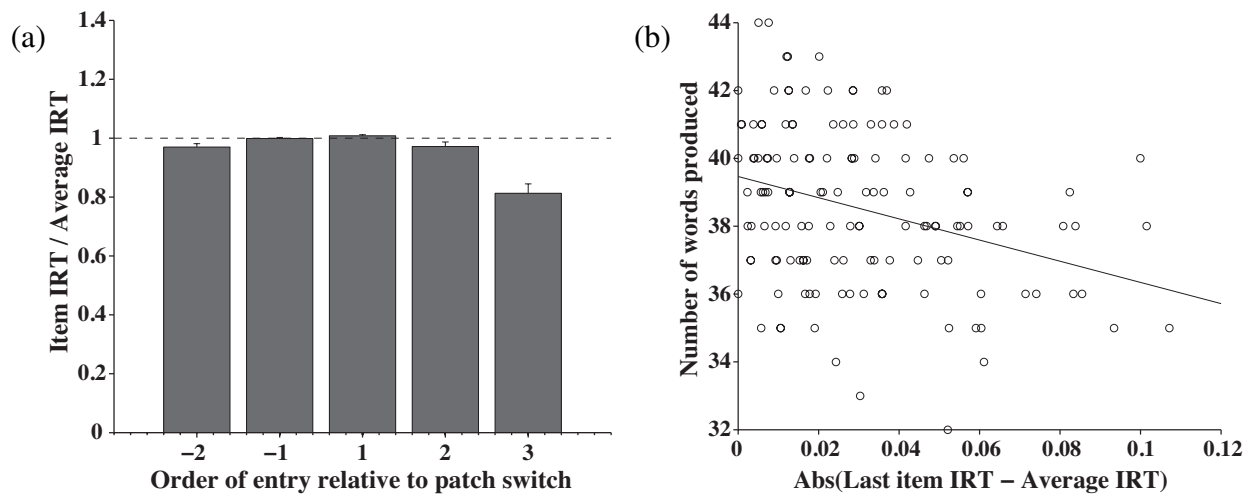 (a)
1.4
1.2
1
0.8
0.6
0.4
0.2
0
Item IRT / Average IRT
−2 −1 1 2 3
Order of entry relative to patch switch
(b)
44
42
40
38
36
34
32
Number of words produced
0 0.02 0.04 0.06 0.08 0.1 0.12
Abs(Last item IRT − Average IRT)